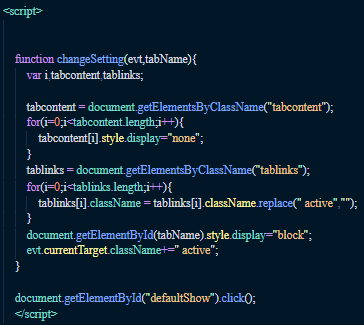 <script>
function changeSetting(evt,tabName){
var i,tabcontent,tablinks;
tabcontent = document.getElementsByClassName("tabcontent");
for(i=0;i<tabcontent.length;i++){
tabcontent[i].style.display="none";
}
tablinks = document.getElementsByClassName("tablinks");
for(i=0;i<tablinks.length;i++){
tablinks[i].className = tablinks[i].className.replace(" active","");
}
document.getElementById(tabName).style.display="block";
evt.currentTarget.className+=" active";
}
document.getElementById("defaultShow").click();
</script>